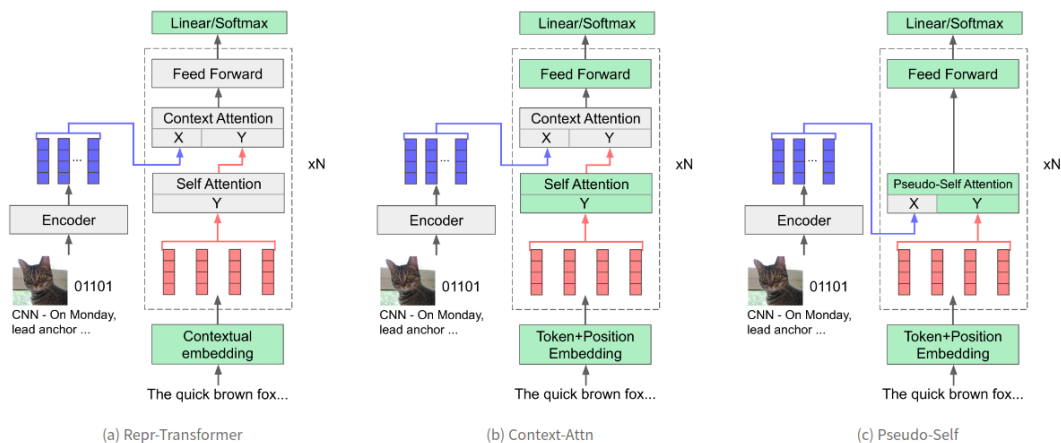 Linear/Softmax
Feed Forward
Context Attention
X Y
...
xN
Self Attention
Y
Encoder
01101
CNN - On Monday,
lead anchor ...
Contextual
embedding
The quick brown fox...
(a) Repr-Transformer
Linear/Softmax
Feed Forward
Context Attention
X Y
...
xN
Self Attention
Y
Encoder
01101
CNN - On Monday,
lead anchor ...
Token+Position
Embedding
The quick brown fox...
(b) Context-Attn
Linear/Softmax
Feed Forward
...
xN
Pseudo-Self Attention
X Y
Encoder
01101
CNN - On Monday,
lead anchor ...
Token+Position
Embedding
The quick brown fox...
(c) Pseudo-Self